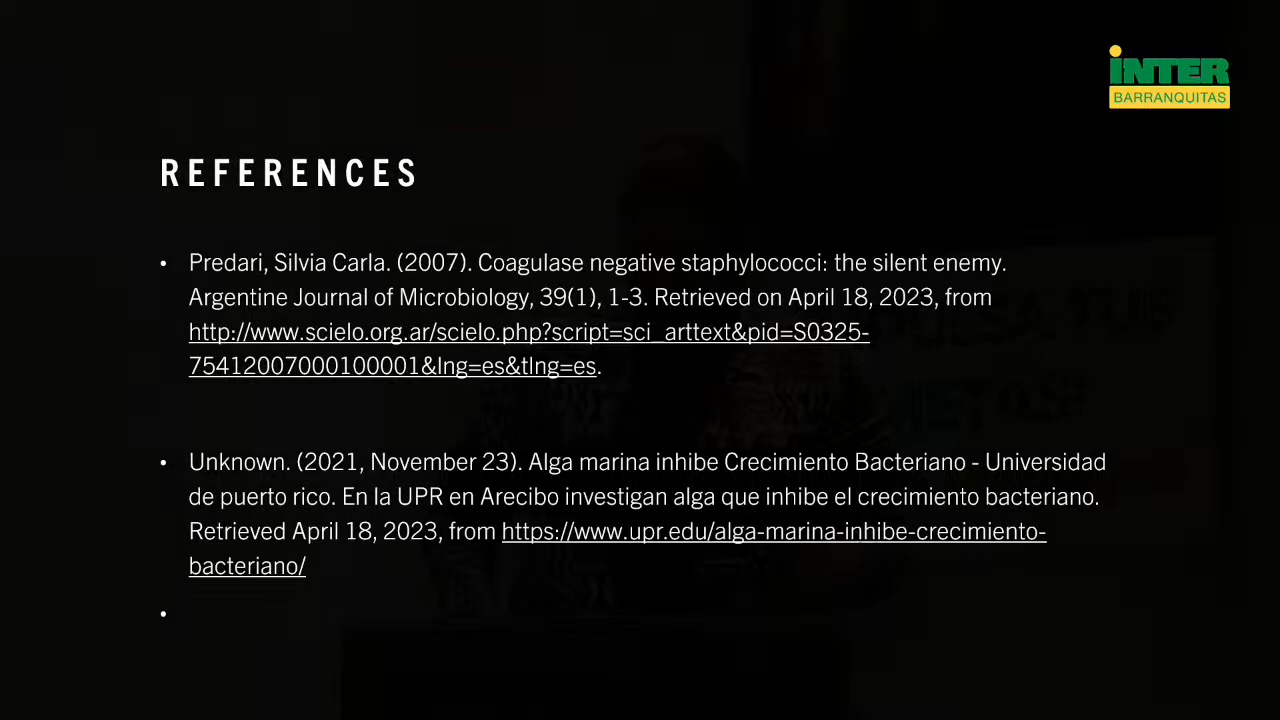 INTER
BARRANQUITAS
REFERENCES
• Predari, Silvia Carla. (2007). Coagulase negative staphylococci: the silent enemy.
Argentine Journal of Microbiology, 39(1), 1-3. Retrieved on April 18, 2023, from
http://www.scielo.org.ar/scielo.php?script=sci_arttext&pid=S0325-
75412007000100001&lng=es&tlng=es.
• Unknown. (2021, November 23). Alga marina inhibe Crecimiento Bacteriano - Universidad
de puerto rico. En la UPR en Arecibo investigan alga que inhibe el crecimiento bacteriano.
Retrieved April 18, 2023, from https://www.upr.edu/alga-marina-inhibe-crecimiento-
bacteriano/
•